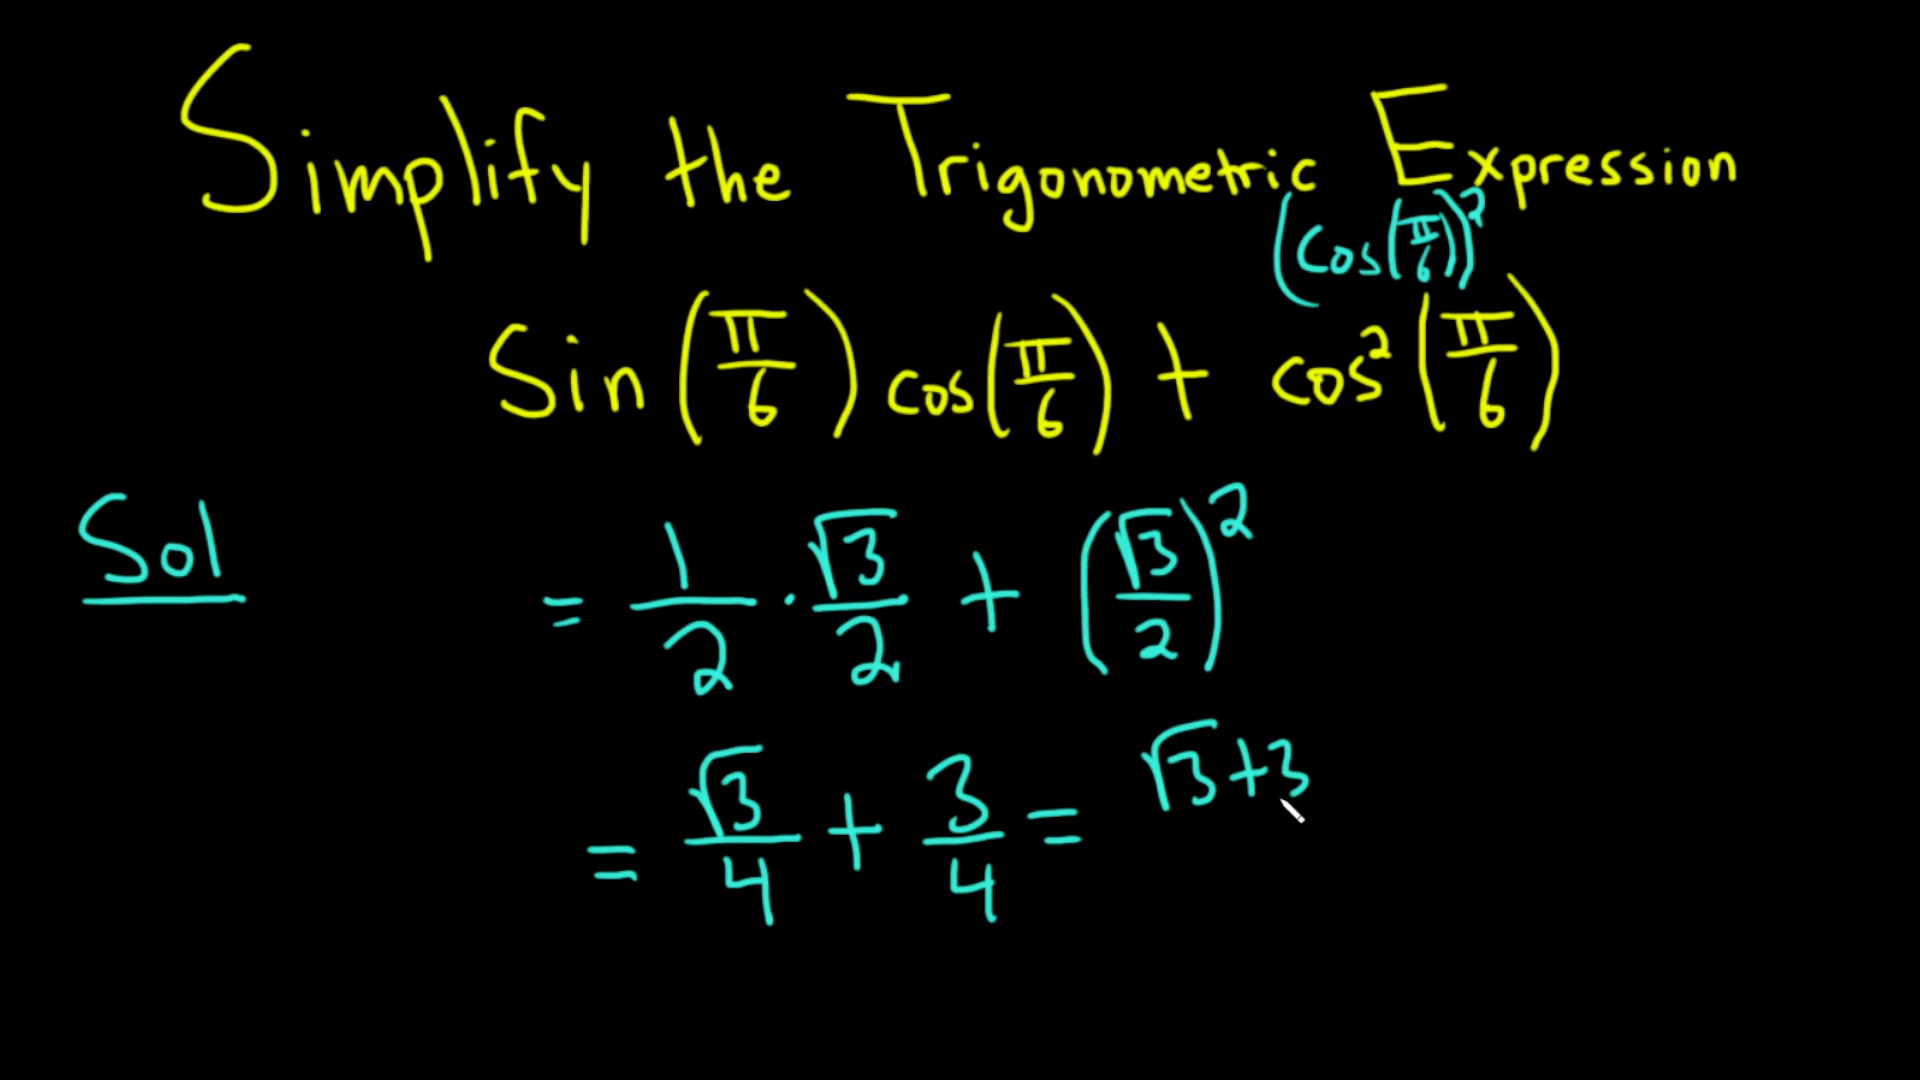 Simplify the Trigonometric Expression
(cos(π/6))²
Sin(π/6) cos(π/6) + cos²(π/6)
Sol
= 1/2 · √3/2 + (√3/2)²
= √3/4 + 3/4 = √3+3